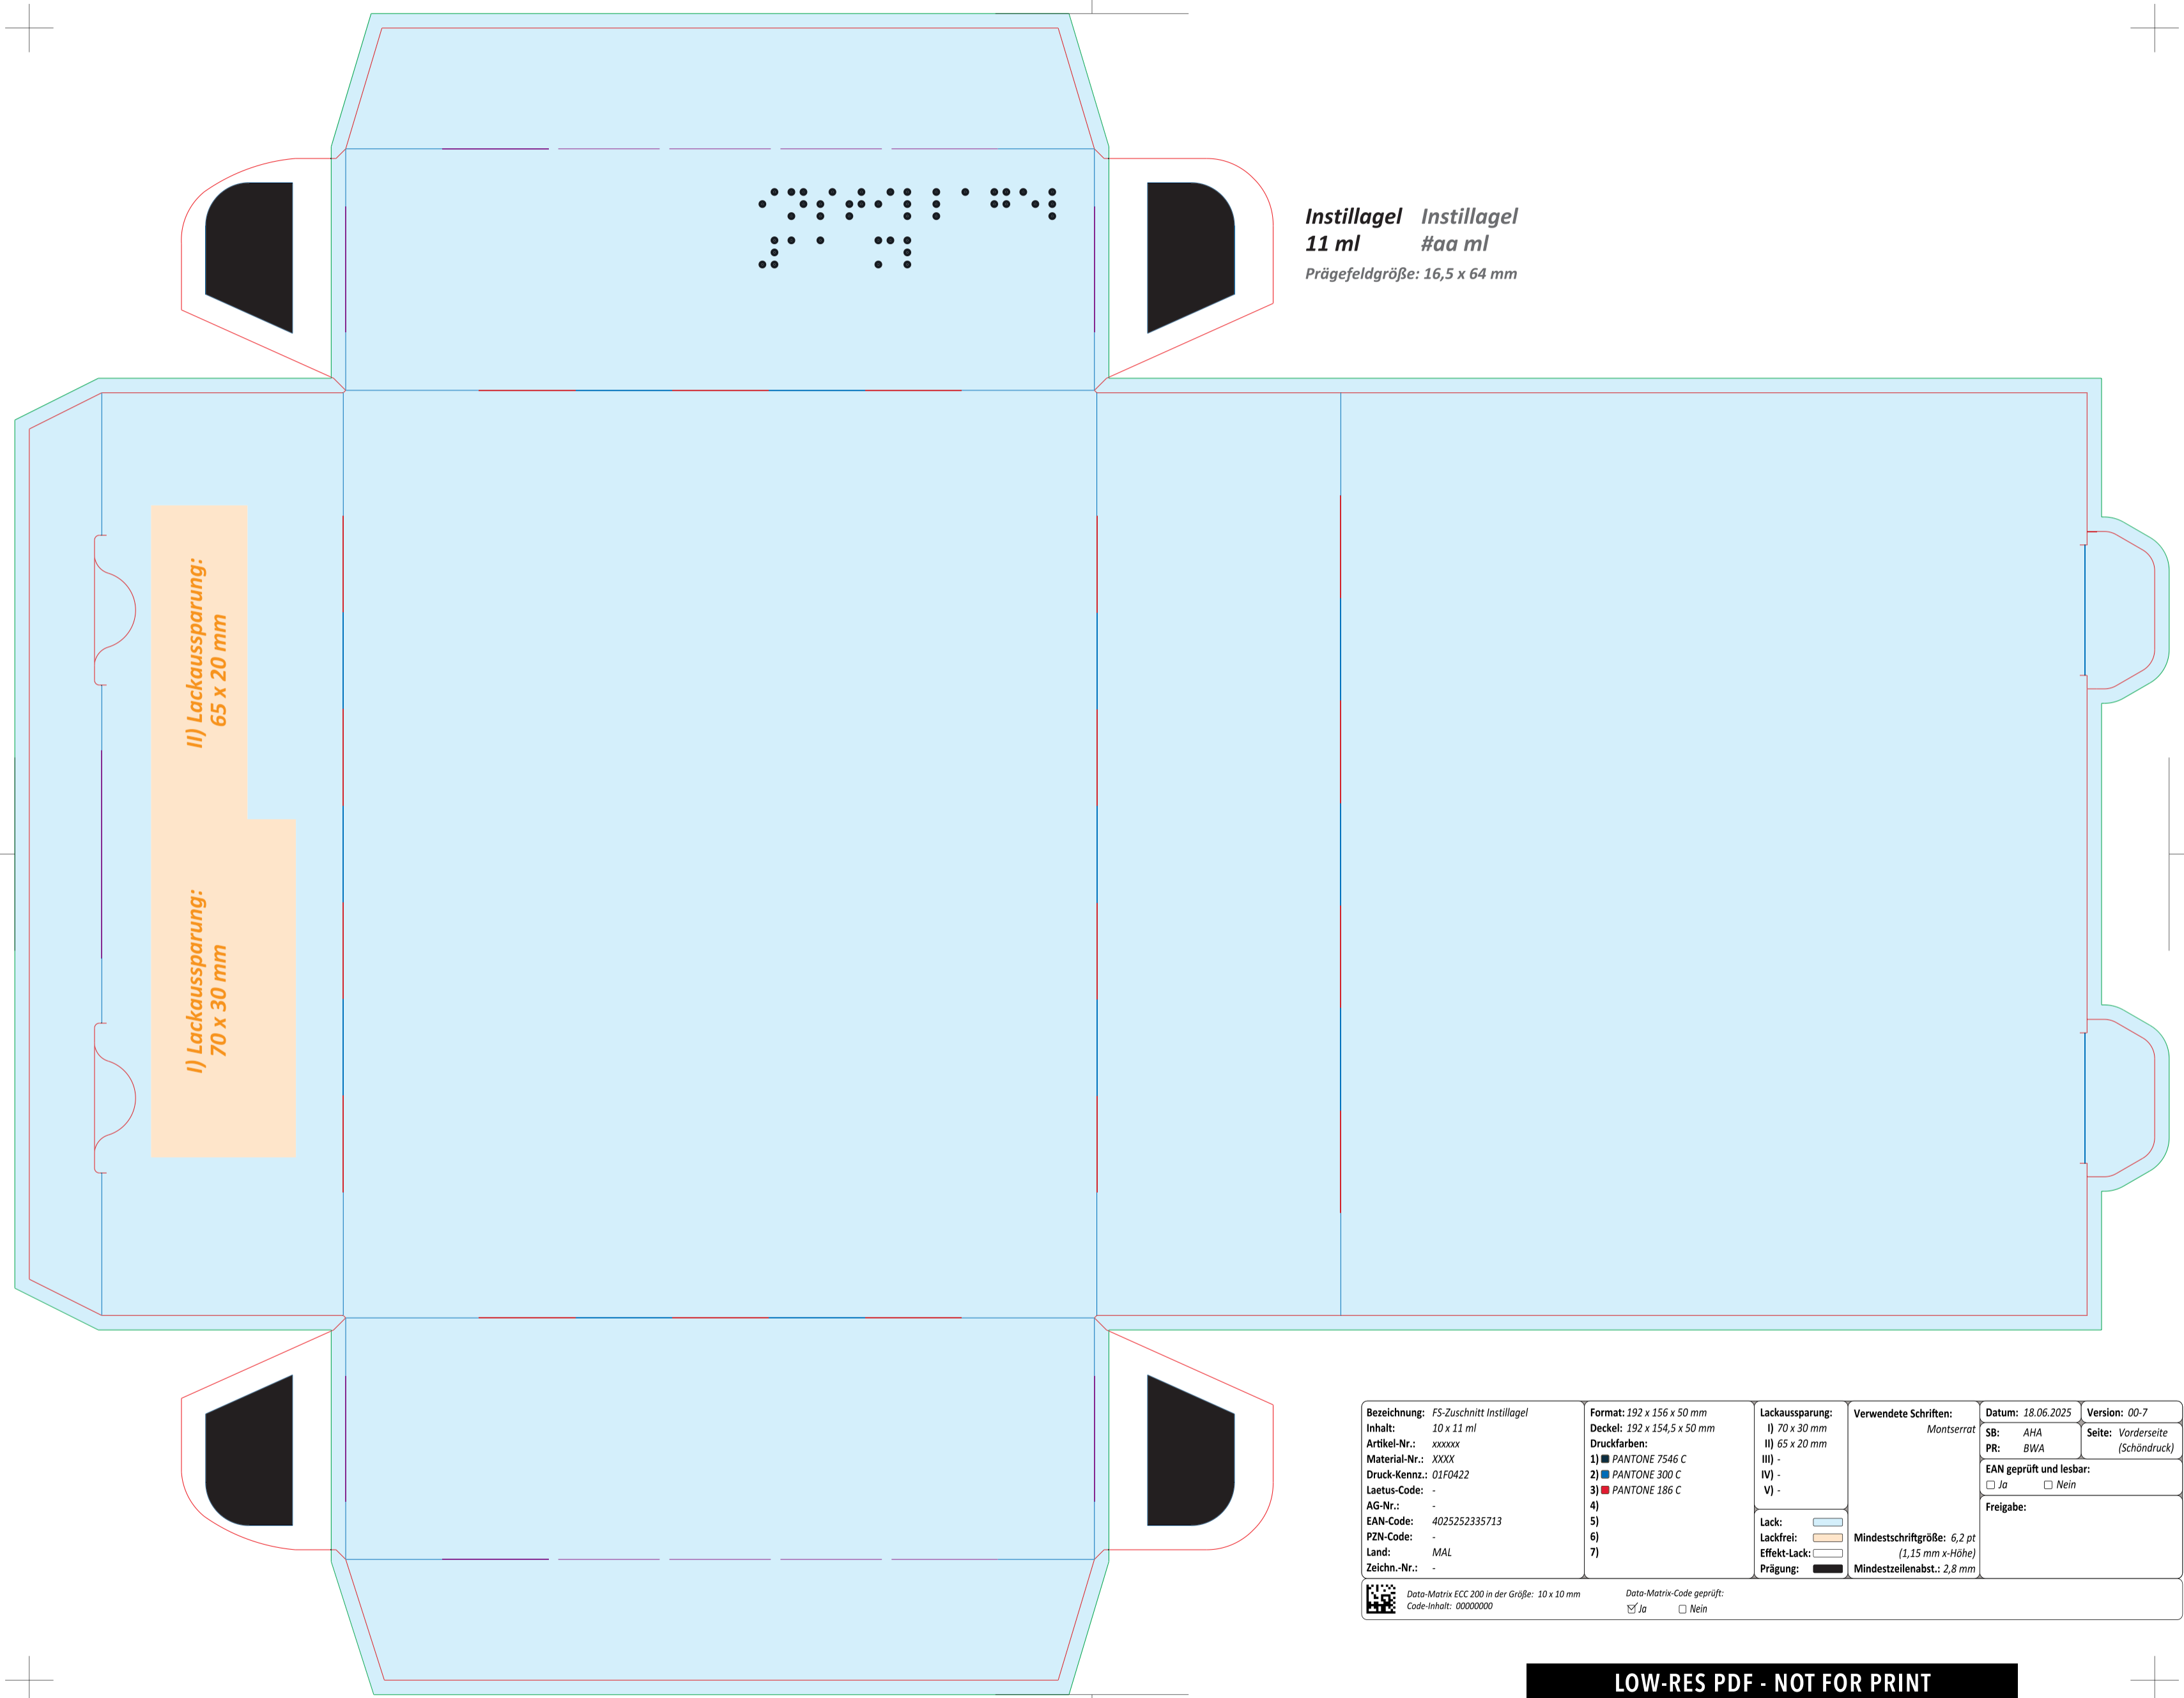 Instillagel Instillagel
11 ml #aa ml
Prägefeldgröße: 16,5 x 64 mm
II) Lackaussparung:
65 x 20 mm
I) Lackaussparung:
70 x 30 mm
Bezeichnung: FS-Zuschnitt Instillagel
Inhalt: 10 x 11 ml
Artikel-Nr.: xxxxxx
Material-Nr.: XXXX
Druck-Kennz.: 01F0422
Laetus-Code: -
AG-Nr.: -
EAN-Code: 4025252335713
PZN-Code: -
Land: MAL
Zeichn.-Nr.: -
Format: 192 x 156 x 50 mm
Deckel: 192 x 154,5 x 50 mm
Druckfarben:
1) PANTONE 7546 C
2) PANTONE 300 C
3) PANTONE 186 C
4)
5)
6)
7)
Lackaussparung:
I) 70 x 30 mm
II) 65 x 20 mm
III) -
IV) -
V) -
Lack:
Lackfrei:
Effekt-Lack:
Prägung:
Verwendete Schriften:
Montserrat
Mindestschriftgröße: 6,2 pt
(1,15 mm x-Höhe)
Mindestzeilenabst.: 2,8 mm
Datum: 18.06.2025
Version: 00-7
SB: AHA
PR: BWA
Seite: Vorderseite
(Schöndruck)
EAN geprüft und lesbar:
Ja Nein
Freigabe:
Data-Matrix ECC 200 in der Größe: 10 x 10 mm
Code-Inhalt: 00000000
Data-Matrix-Code geprüft:
Ja Nein
LOW-RES PDF - NOT FOR PRINT